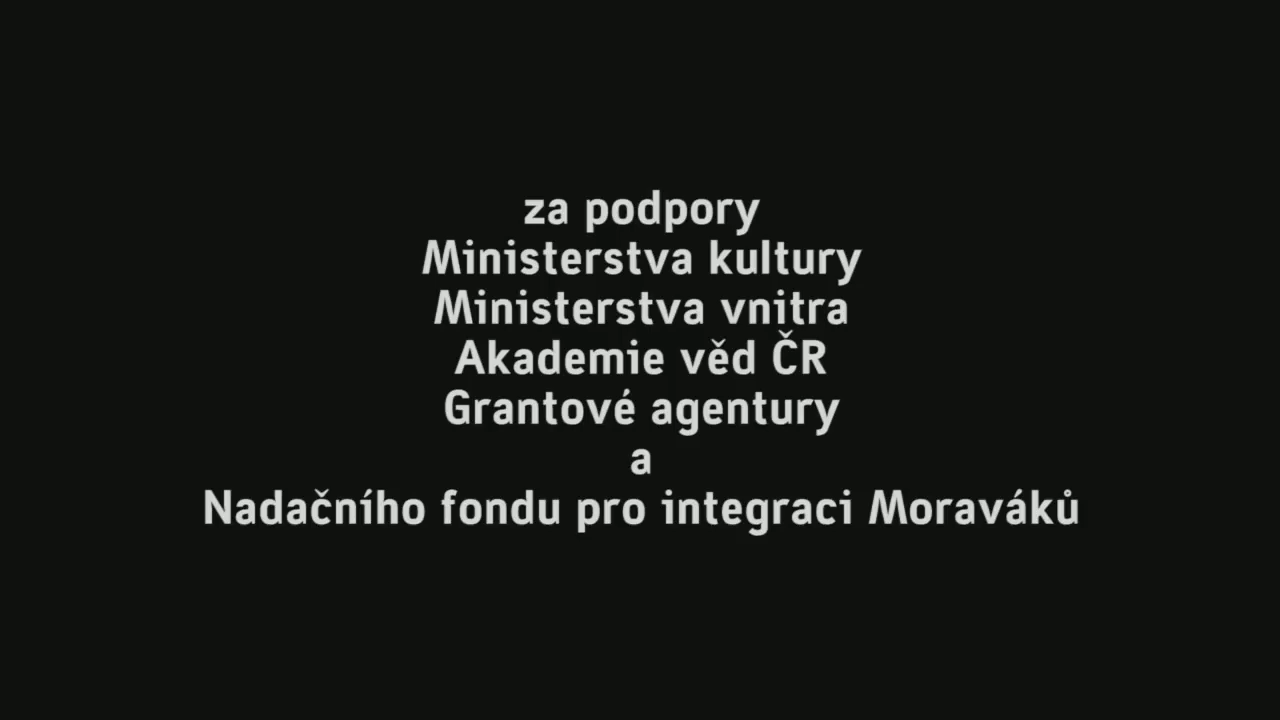 za podpory
Ministerstva kultury
Ministerstva vnitra
Akademie věd ČR
Grantové agentury
a
Nadačního fondu pro integraci Moraváků